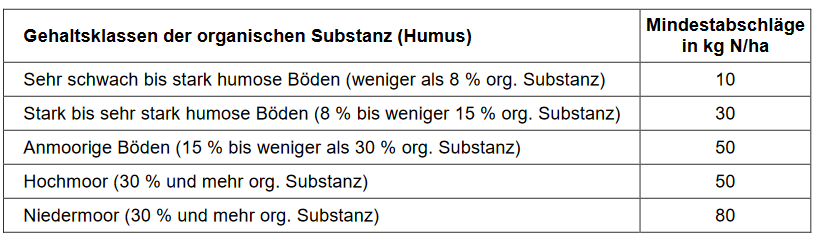 Gehaltsklassen der organischen Substanz (Humus) Mindestabschläge
in kg N/ha
Sehr schwach bis stark humose Böden (weniger als 8 % org. Substanz) 10
Stark bis sehr stark humose Böden (8 % bis weniger 15 % org. Substanz) 30
Anmoorige Böden (15 % bis weniger als 30 % org. Substanz) 50
Hochmoor (30 % und mehr org. Substanz) 50
Niedermoor (30 % und mehr org. Substanz) 80